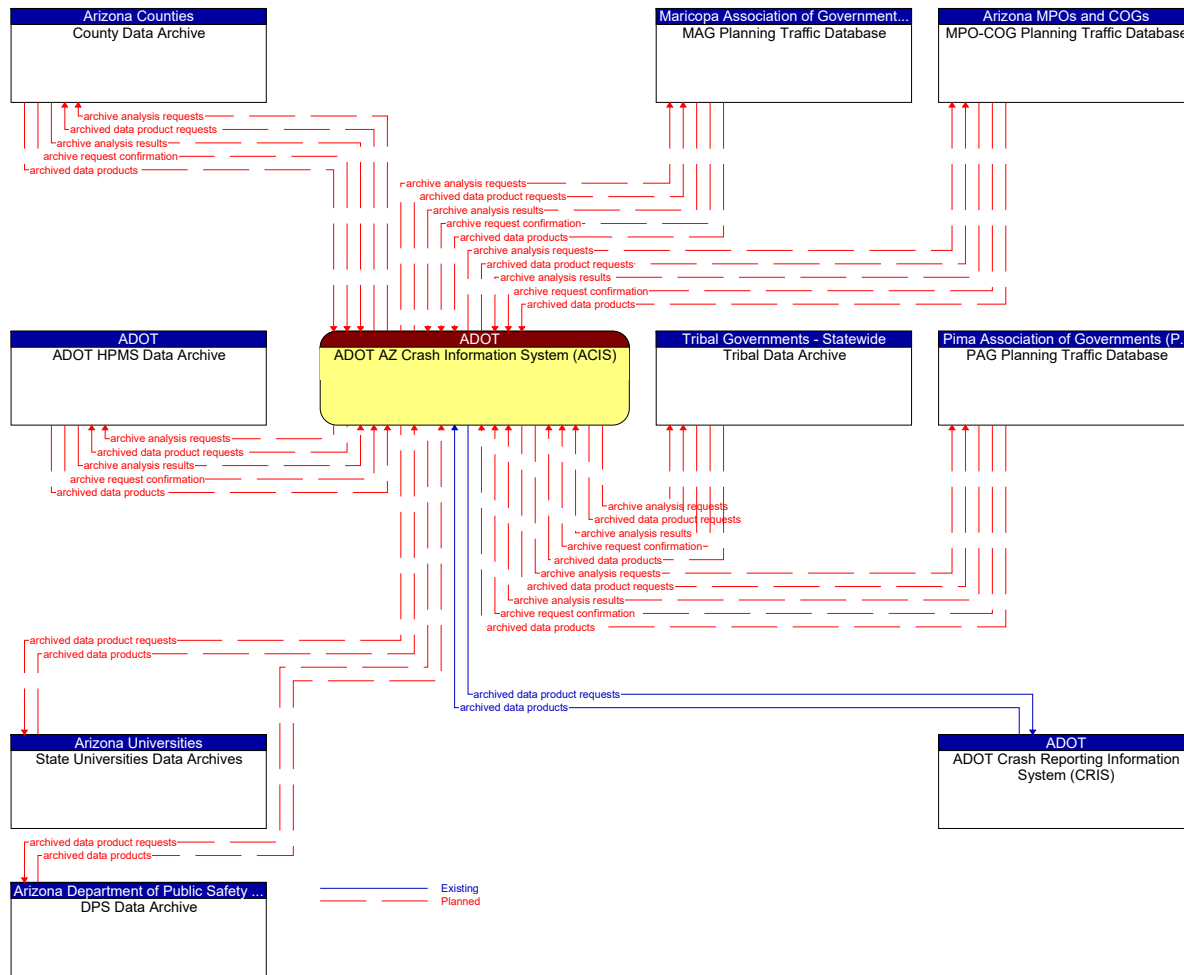 Arizona Counties
County Data Archive
Maricopa Association of Government...
MAG Planning Traffic Database
Arizona MPOs and COGs
MPO-COG Planning Traffic Database
archive analysis requests
archived data product requests
archive analysis results
archive request confirmation
archived data products
archive analysis requests
archived data product requests
archive analysis results
archive request confirmation
archived data products
archive analysis requests
archived data product requests
archive analysis results
archive request confirmation
archived data products
ADOT
ADOT HPMS Data Archive
ADOT
ADOT AZ Crash Information System (ACIS)
Tribal Governments - Statewide
Tribal Data Archive
Pima Association of Governments (P...
PAG Planning Traffic Database
archive analysis requests
archived data product requests
archive analysis results
archive request confirmation
archived data products
archive analysis requests
archived data product requests
archive analysis results
archive request confirmation
archived data products
archive analysis requests
archived data product requests
archive analysis results
archive request confirmation
archived data products
archived data product requests
archived data products
archived data product requests
archived data products
Arizona Universities
State Universities Data Archives
ADOT
ADOT Crash Reporting Information
System (CRIS)
archived data product requests
archived data products
Arizona Department of Public Safety ...
DPS Data Archive
Existing
Planned